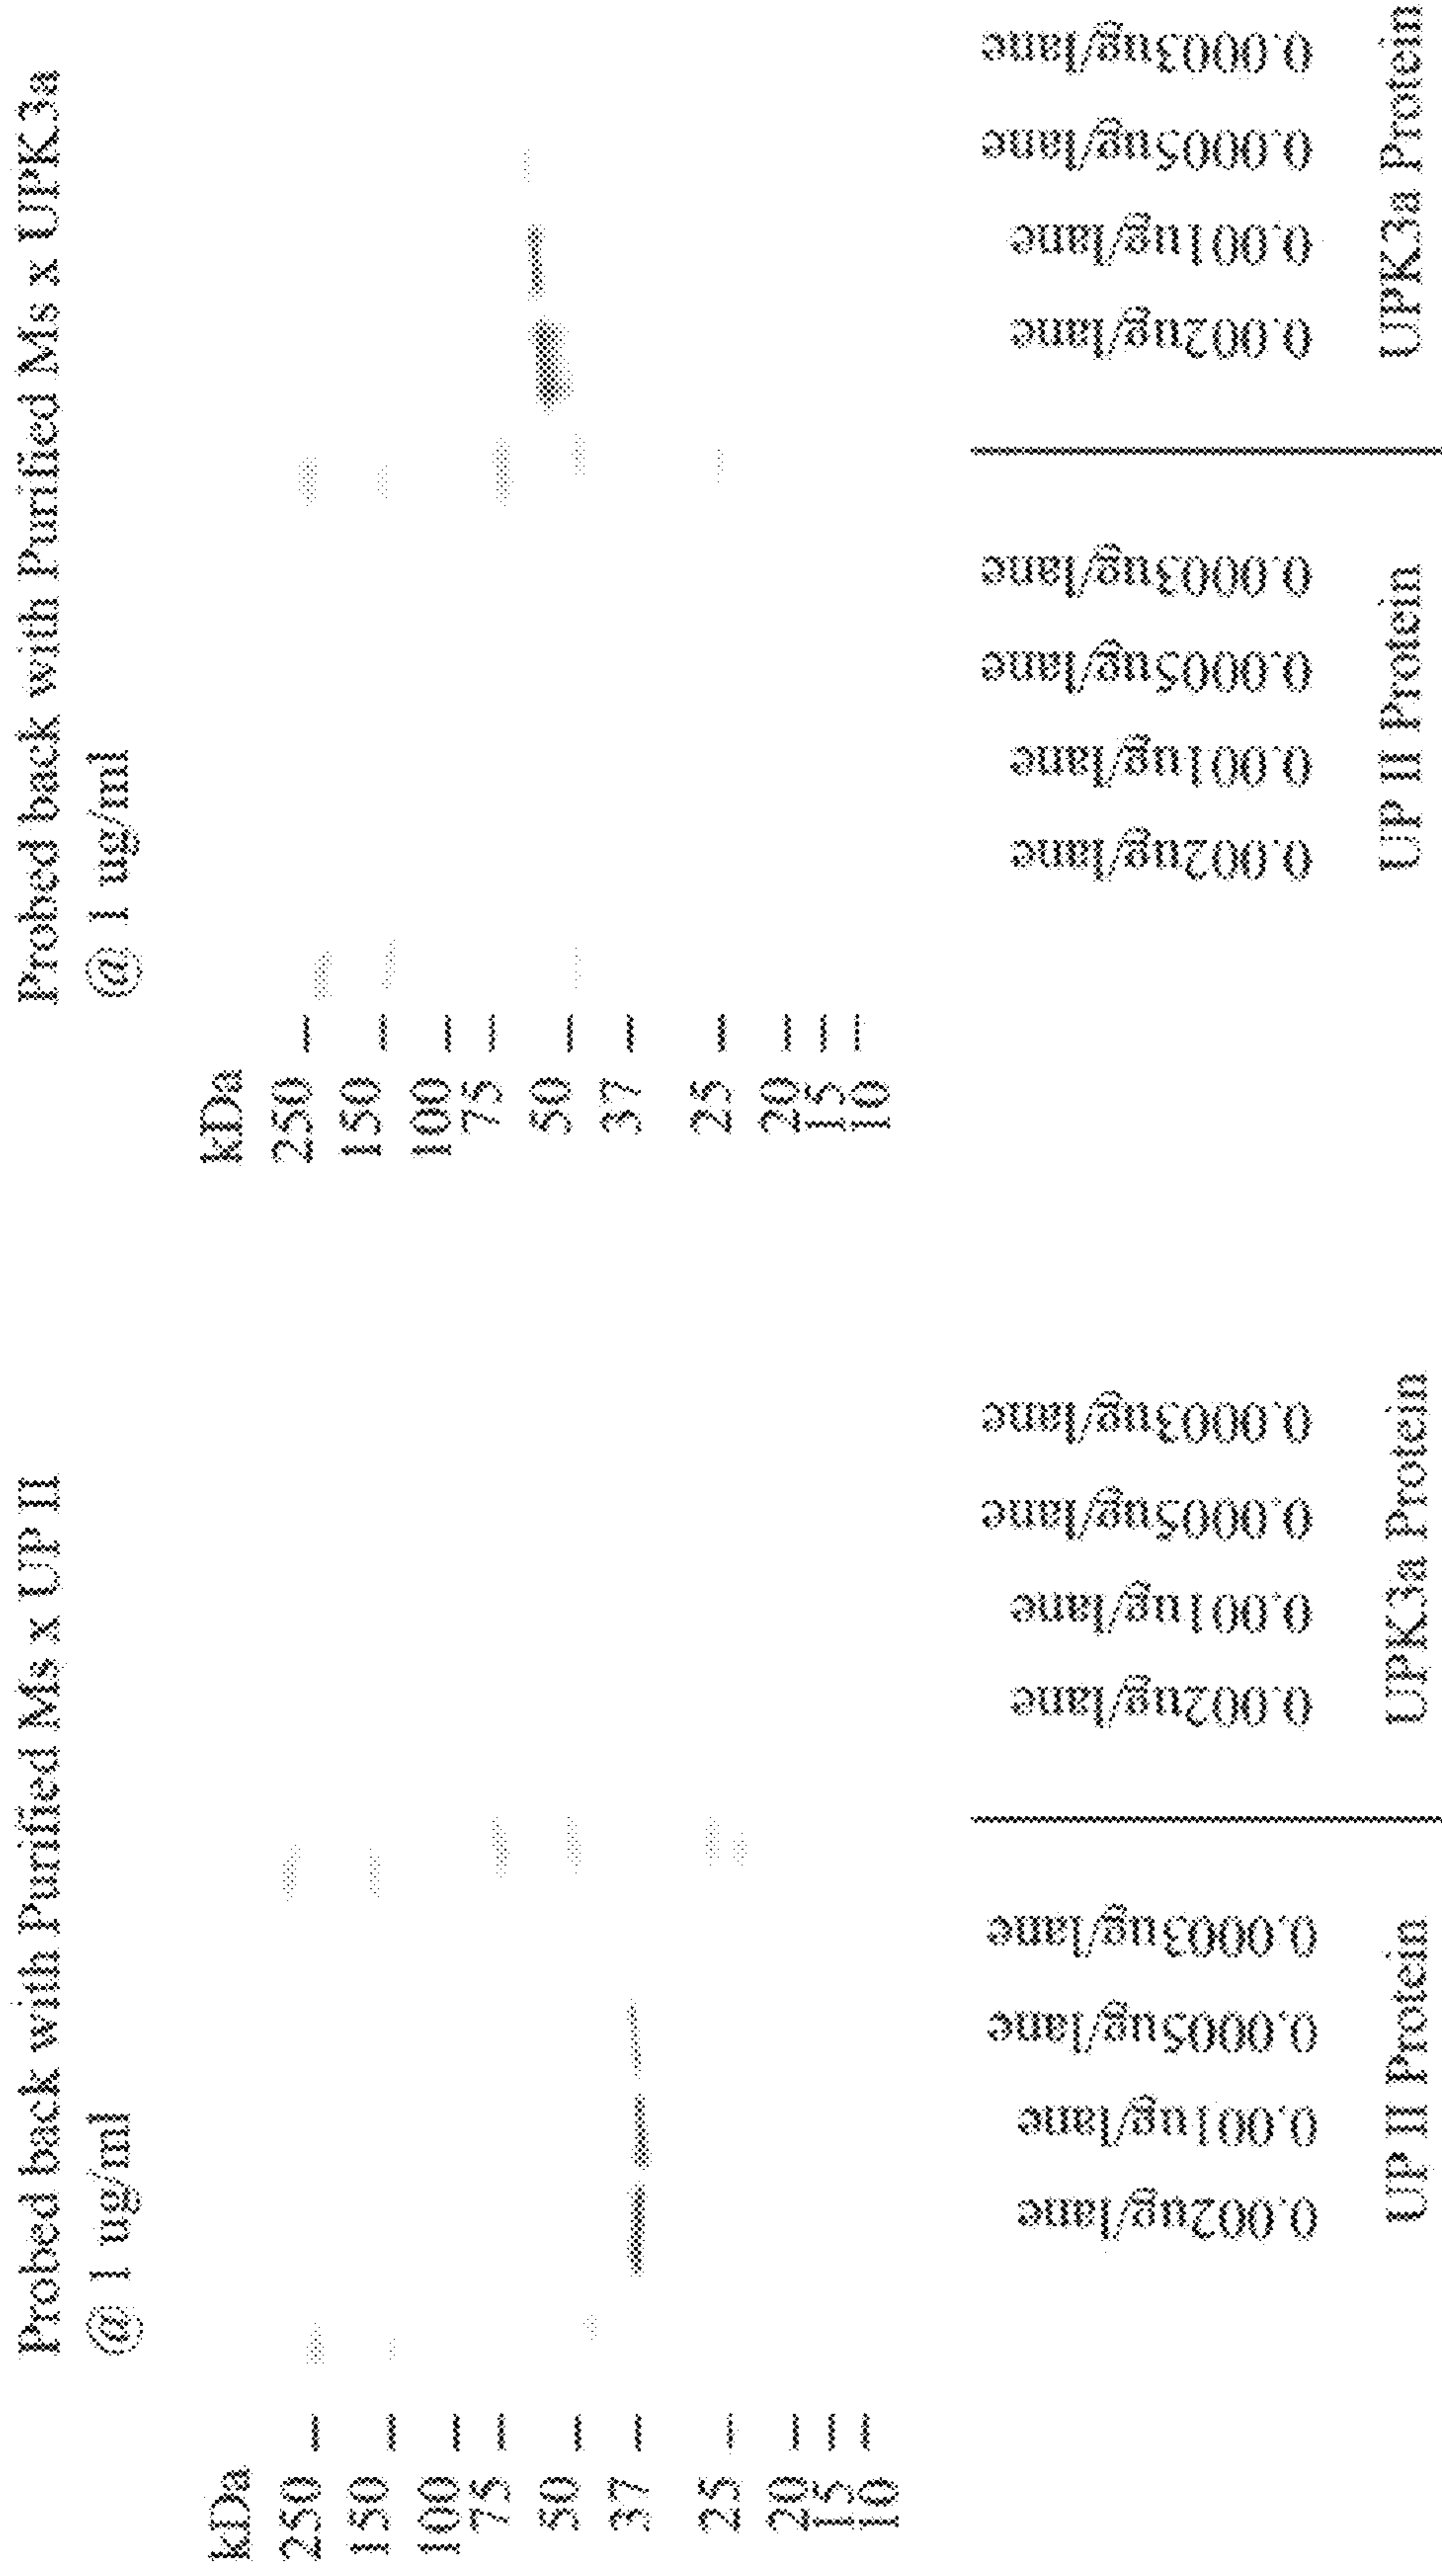 Probed back with Purified Ms x UP II
@ 1 ug/ml
kDa
250
150
100
75
50
37
25
20
15
10
0.002ug/lane
0.001ug/lane
0.0005ug/lane
0.0003ug/lane
0.002ug/lane
0.001ug/lane
0.0005ug/lane
0.0003ug/lane
UP II Protein
UPK3a Protein
Probed back with Purified Ms x UPK3a
@ 1 ug/ml
kDa
250
150
100
75
50
37
25
20
15
10
0.002ug/lane
0.001ug/lane
0.0005ug/lane
0.0003ug/lane
0.002ug/lane
0.001ug/lane
0.0005ug/lane
0.0003ug/lane
UP II Protein
UPK3a Protein